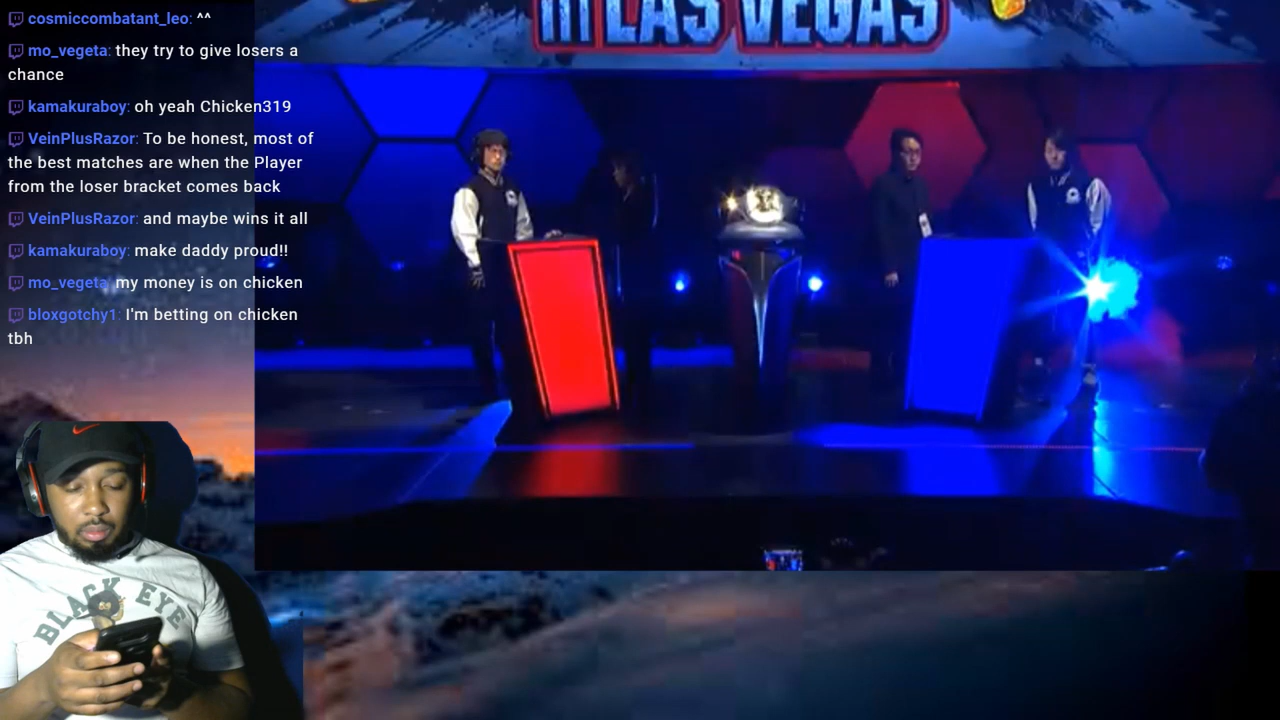 cosmiccombatant_leo: ^^
mo_vegeta: they try to give losers a
chance
kamakuraboy: oh yeah Chicken319
VeinPlusRazor: To be honest, most of
the best matches are when the Player
from the loser bracket comes back
VeinPlusRazor: and maybe wins it all
kamakuraboy: make daddy proud!!
mo_vegeta: my money is on chicken
bloxgotchy1: I'm betting on chicken
tbh
in LAS VEGAS
BLACK EYE